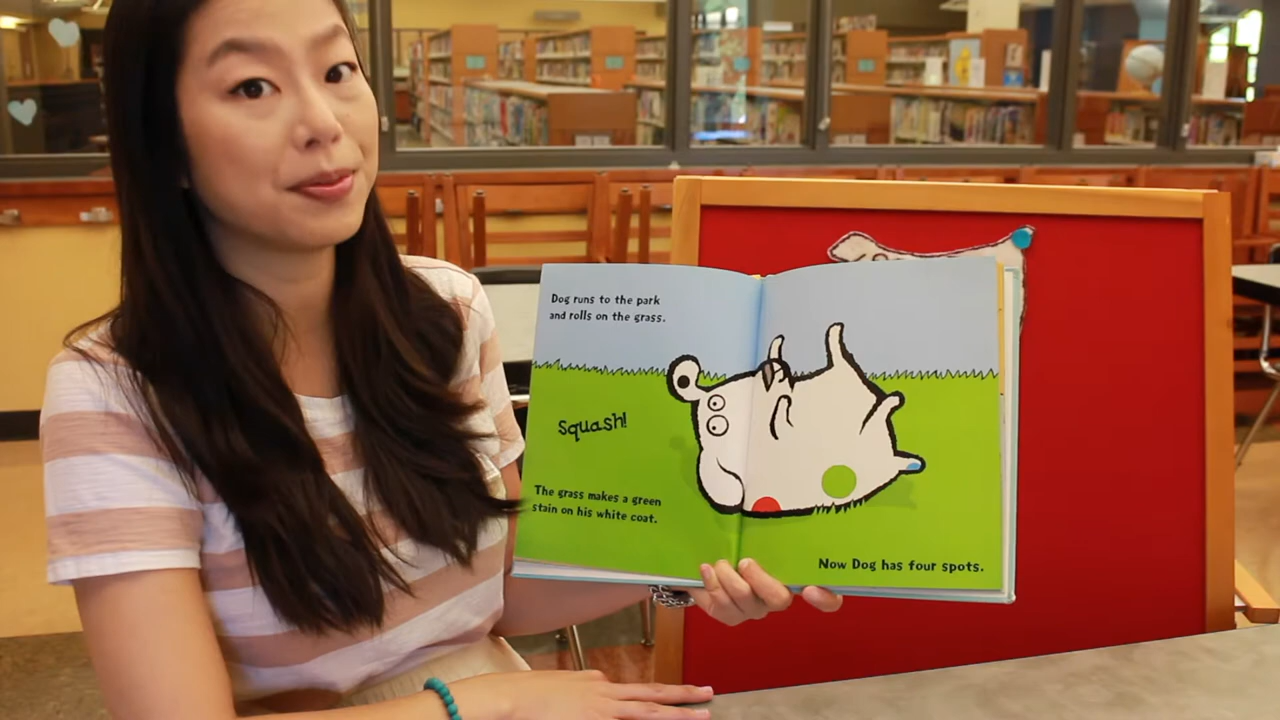 Dog runs to the park
and rolls on the grass.
Squash!
The grass makes a green
stain on his white coat.
Now Dog has four spots.